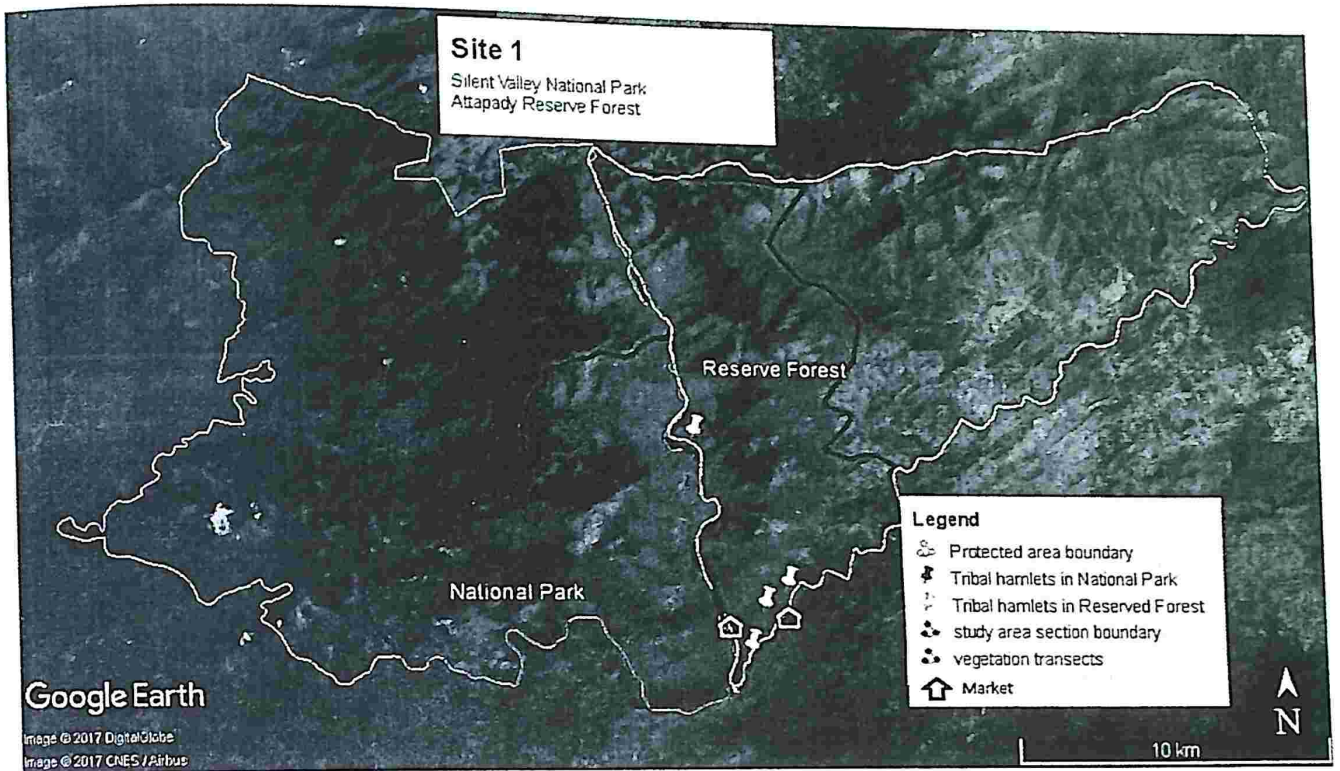 Site 1
Silent Valley National Park
Attapady Reserve Forest
Reserve Forest
National Park
Legend
Protected area boundary
Tribal hamlets in National Park
Tribal hamlets in Reserved Forest
study area section boundary
vegetation transects
Market
Google Earth
Image © 2017 DigitalGlobe
Image © 2017 CNES / Airbus
N
10 km